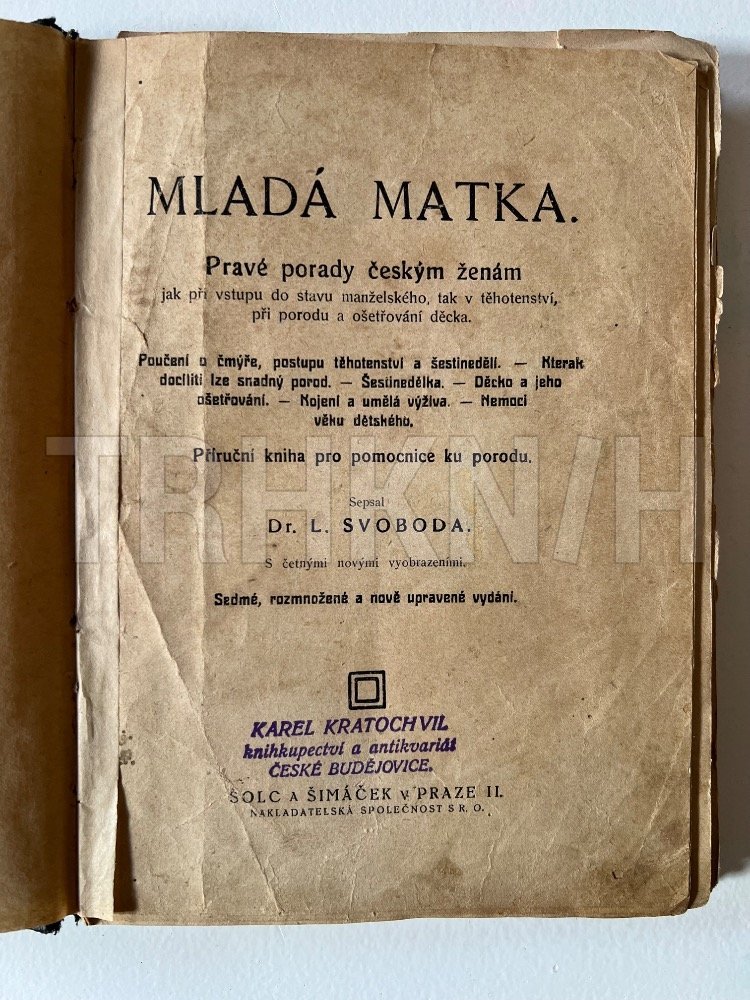 MLADÁ MATKA.
Pravé porady českým ženám
jak při vstupu do stavu manželského, tak v těhotenství,
při porodu a ošetřování děcka.
Poučení o čmýře, postupu těhotenství a šestinedělí. — Kterak
docíliti lze snadný porod. — Šestinedělka. — Děcko a jeho
ošetřování. — Kojení a umělá výživa. — Nemoci
věku dětského.
Příruční kniha pro pomocnice ku porodu.
Sepsal
Dr. L. SVOBODA.
S četnými novými vyobrazeními.
Sedmé, rozmnožené a nově upravené vydání.
KAREL KRATOCHVIL
knihkupectví a antikvariát
ČESKÉ BUDĚJOVICE.
ŠOLC A ŠIMÁČEK V PRAZE II.
NAKLADATELSKÁ SPOLEČNOST S R. O.
TRHKNIH